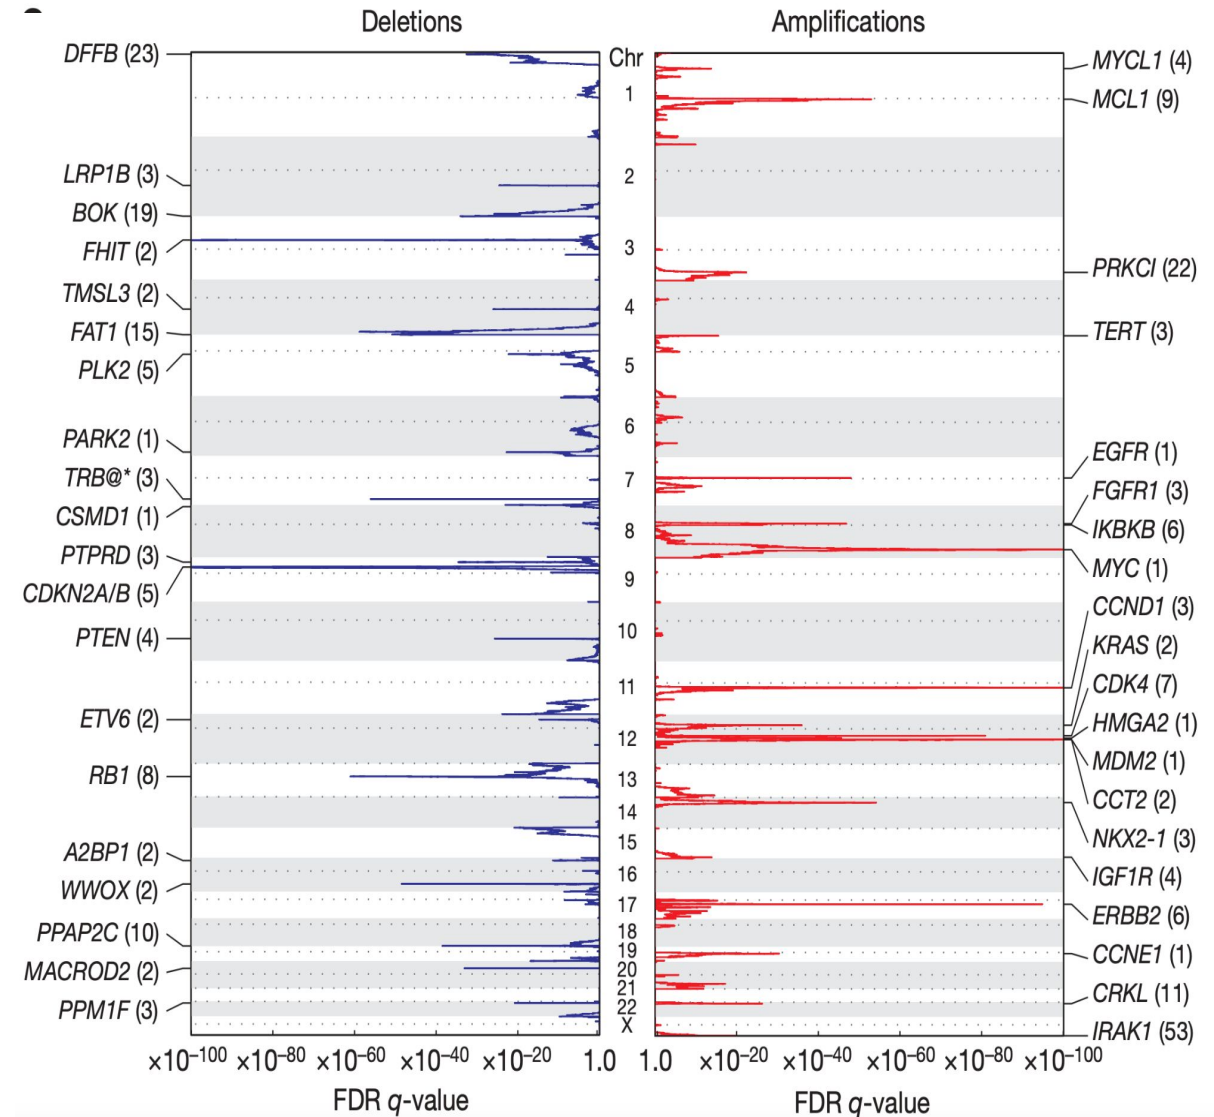 Deletions
Amplifications
Chr
DFFB (23)
LRP1B (3)
BOK (19)
FHIT (2)
TMSL3 (2)
FAT1 (15)
PLK2 (5)
PARK2 (1)
TRB@* (3)
CSMD1 (1)
PTPRD (3)
CDKN2A/B (5)
PTEN (4)
ETV6 (2)
RB1 (8)
A2BP1 (2)
WWOX (2)
PPAP2C (10)
MACROD2 (2)
PPM1F (3)
1
2
3
4
5
6
7
8
9
10
11
12
13
14
15
16
17
18
19
20
21
22
X
MYCL1 (4)
MCL1 (9)
PRKCI (22)
TERT (3)
EGFR (1)
FGFR1 (3)
IKBKB (6)
MYC (1)
CCND1 (3)
KRAS (2)
CDK4 (7)
HMGA2 (1)
MDM2 (1)
CCT2 (2)
NKX2-1 (3)
IGF1R (4)
ERBB2 (6)
CCNE1 (1)
CRKL (11)
IRAK1 (53)
×10⁻¹⁰⁰ ×10⁻⁸⁰ ×10⁻⁶⁰ ×10⁻⁴⁰ ×10⁻²⁰ 1.0
1.0 ×10⁻²⁰ ×10⁻⁴⁰ ×10⁻⁶⁰ ×10⁻⁸⁰ ×10⁻¹⁰⁰
FDR q-value
FDR q-value